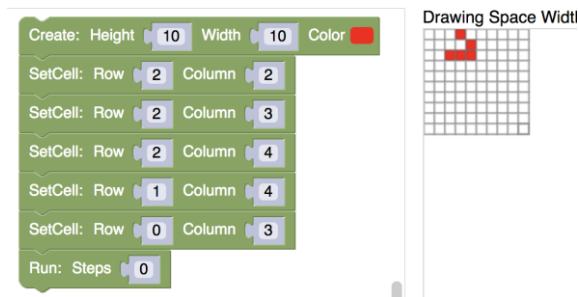 Drawing Space Width
Create: Height 10 Width 10 Color
SetCell: Row 2 Column 2
SetCell: Row 2 Column 3
SetCell: Row 2 Column 4
SetCell: Row 1 Column 4
SetCell: Row 0 Column 3
Run: Steps 0